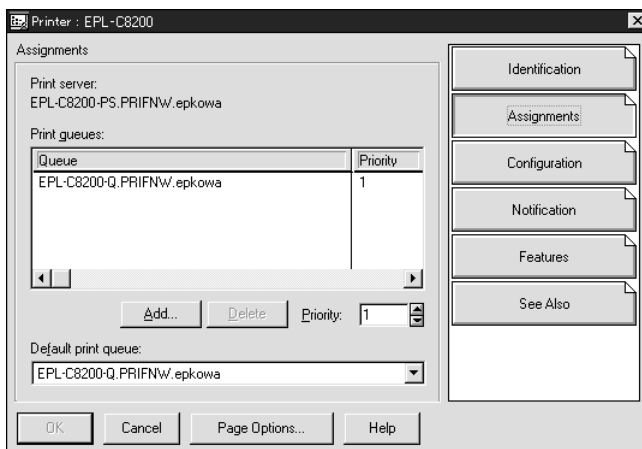 Printer : EPL-C8200
Assignments
Print server:
EPL-C8200-PS.PRIFNW.epkowa
Print queues:
Queue Priority
EPL-C8200-Q.PRIFNW.epkowa 1
Add... Delete Priority: 1
Default print queue:
EPL-C8200-Q.PRIFNW.epkowa
OK Cancel Page Options... Help
Identification
Assignments
Configuration
Notification
Features
See Also